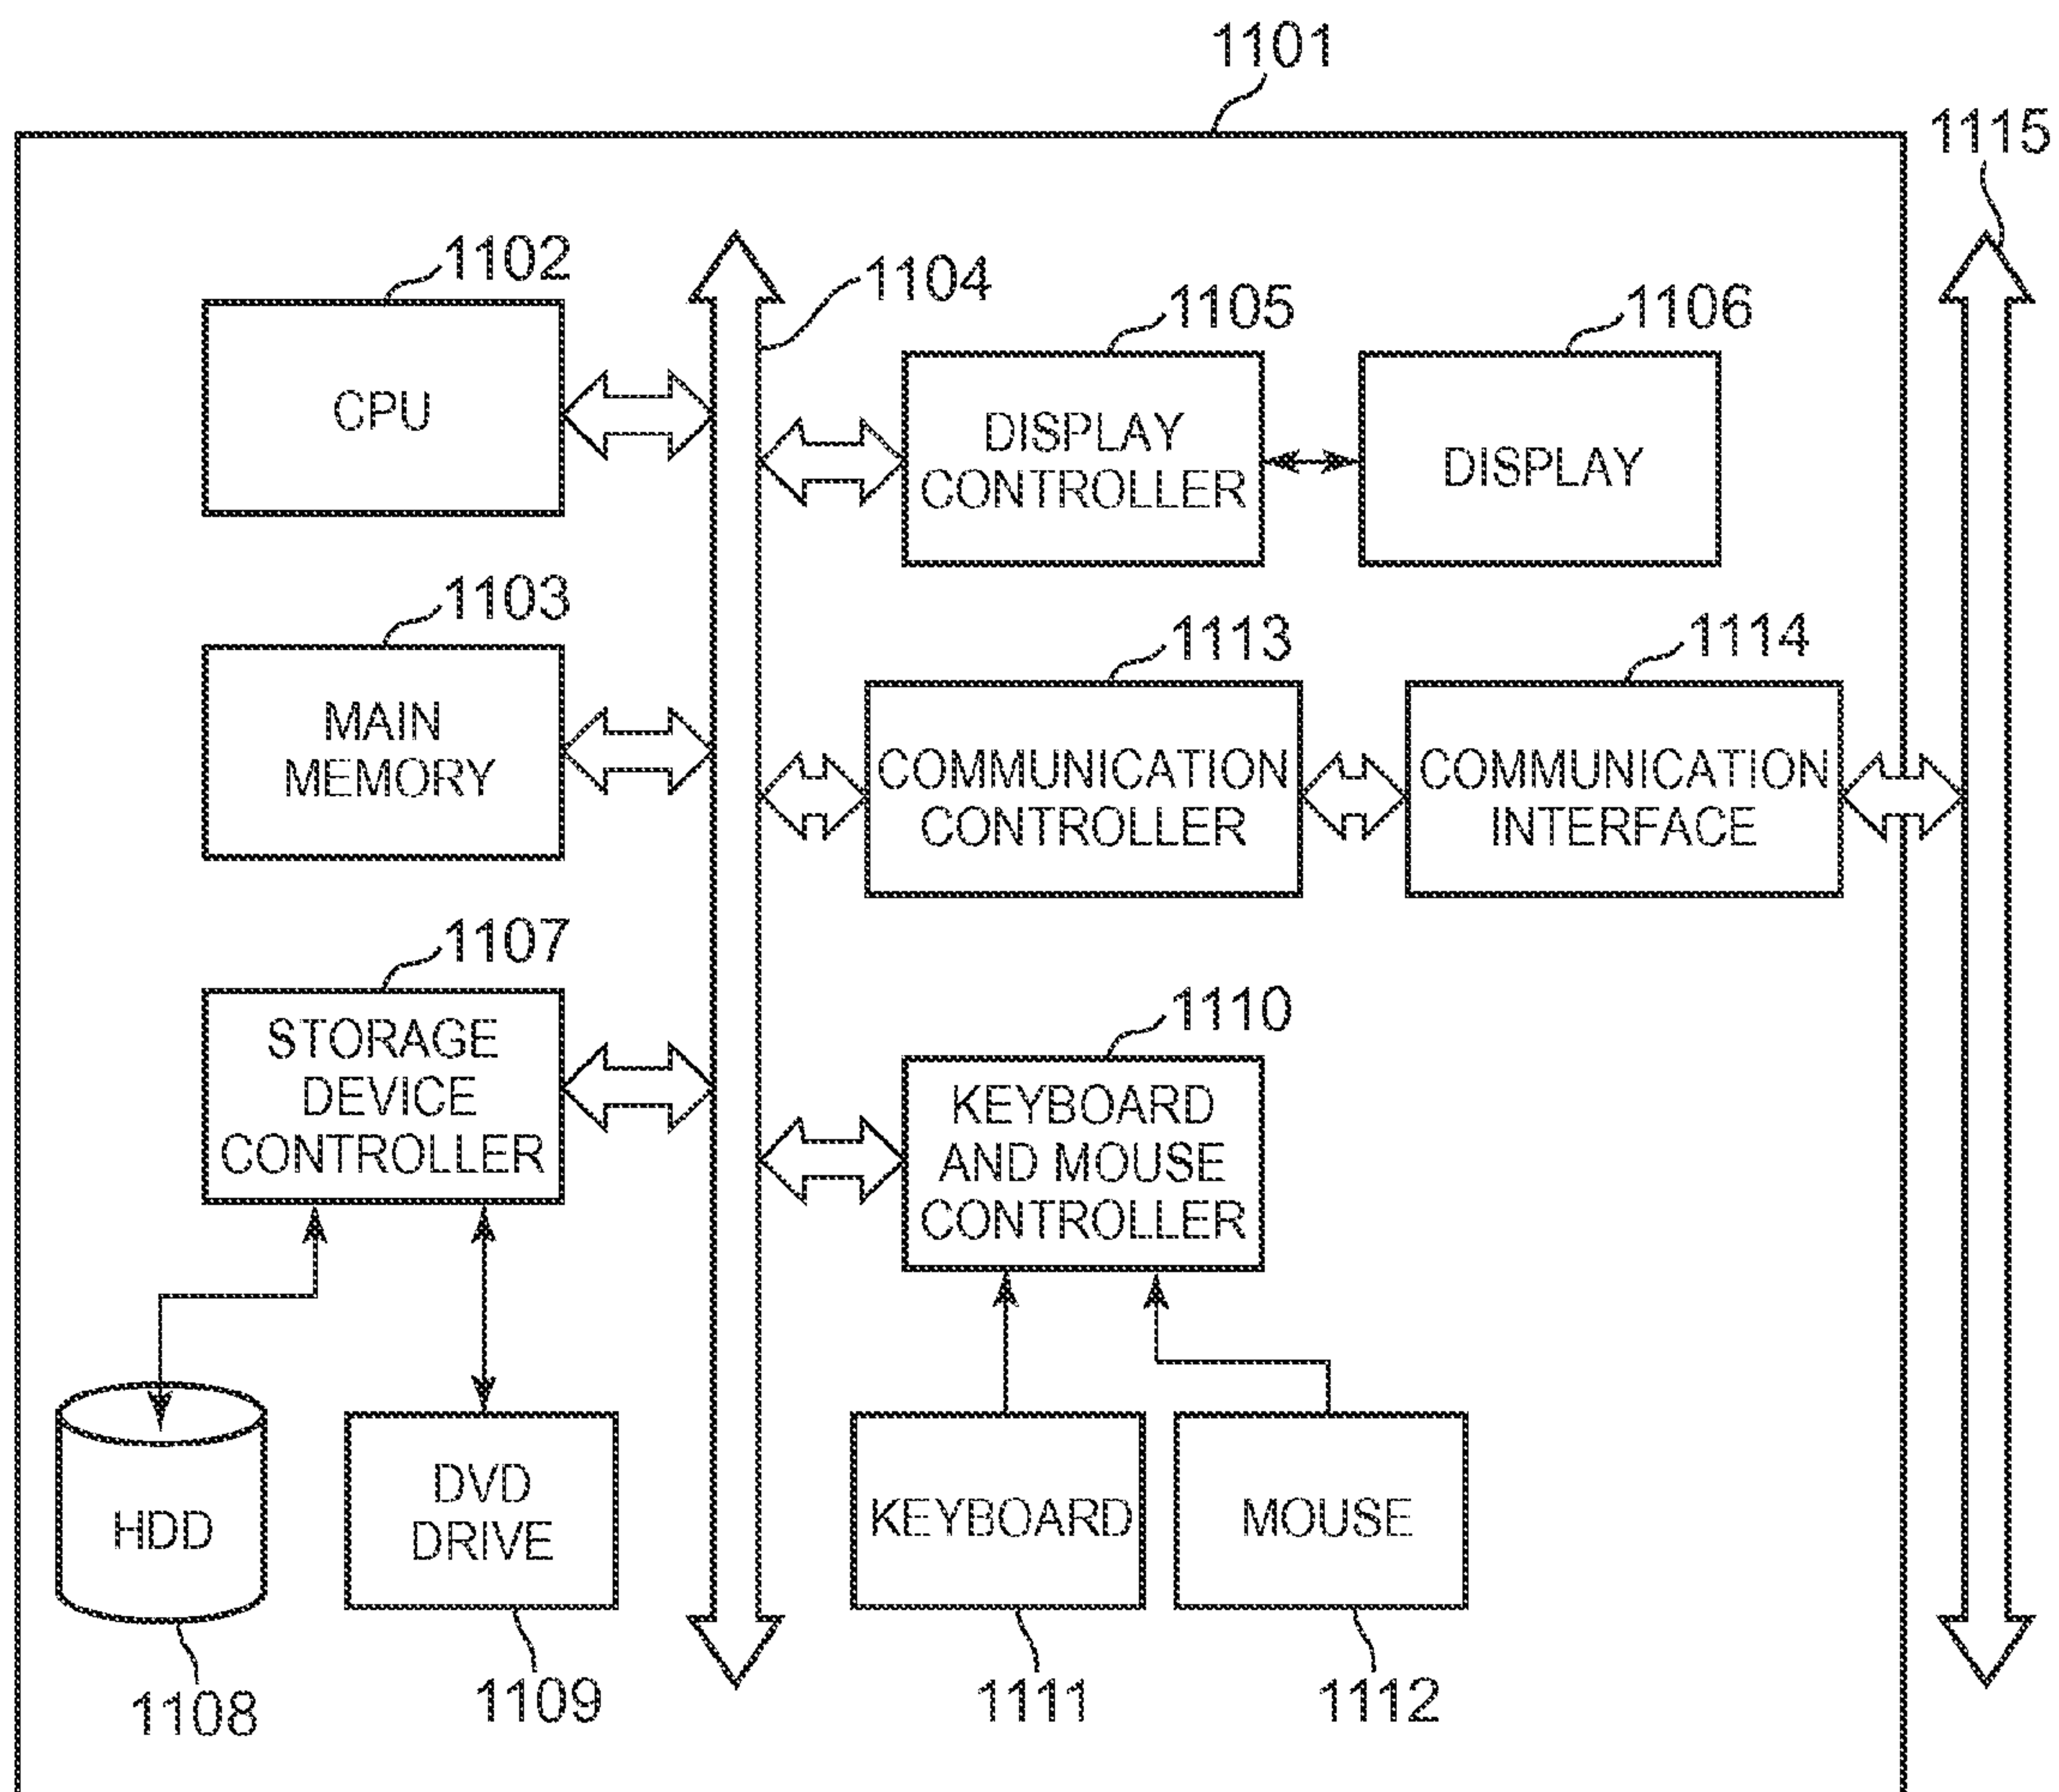 1101
1115
1102
1104
1105
1106
CPU
DISPLAY
CONTROLLER
DISPLAY
1103
1113
1114
MAIN
MEMORY
COMMUNICATION
CONTROLLER
COMMUNICATION
INTERFACE
1107
1110
STORAGE
DEVICE
CONTROLLER
KEYBOARD
AND MOUSE
CONTROLLER
HDD
DVD
DRIVE
KEYBOARD
MOUSE
1108
1109
1111
1112